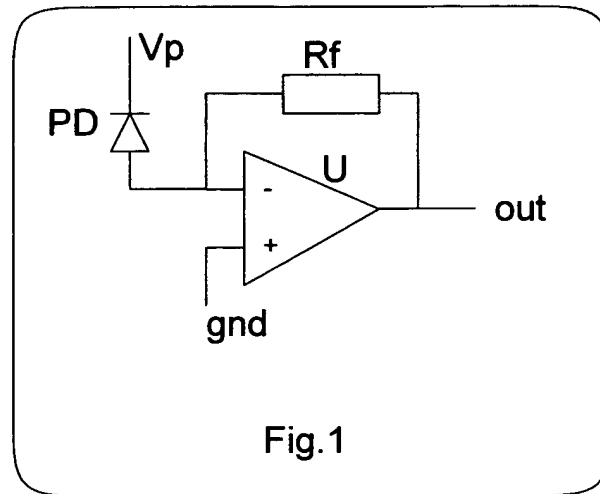 Vp
Rf
PD
U
-
+
out
gnd
Fig.1